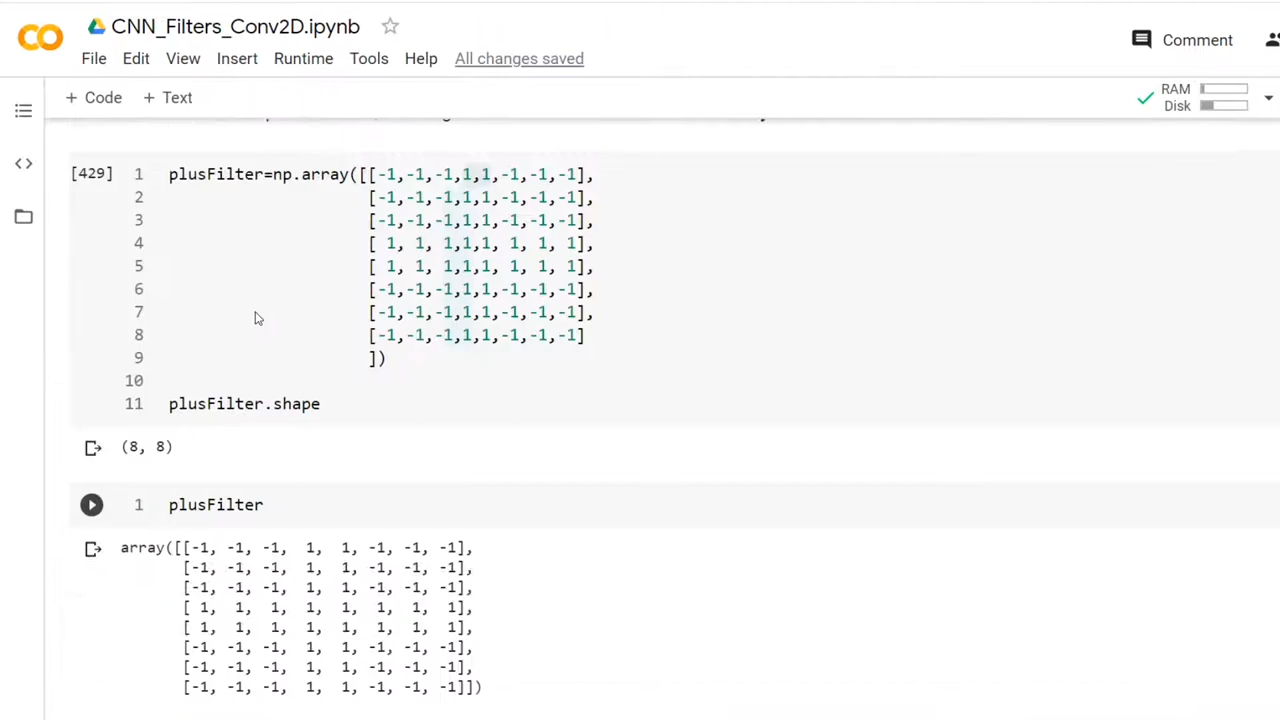 CNN_Filters_Conv2D.ipynb
File Edit View Insert Runtime Tools Help All changes saved
Comment
+ Code + Text
RAM
Disk
[429] 1 plusFilter=np.array([[-1,-1,-1,1,1,-1,-1,-1],
2 [-1,-1,-1,1,1,-1,-1,-1],
3 [-1,-1,-1,1,1,-1,-1,-1],
4 [ 1, 1, 1,1,1, 1, 1, 1],
5 [ 1, 1, 1,1,1, 1, 1, 1],
6 [-1,-1,-1,1,1,-1,-1,-1],
7 [-1,-1,-1,1,1,-1,-1,-1],
8 [-1,-1,-1,1,1,-1,-1,-1]
9 ])
10
11 plusFilter.shape
(8, 8)
1 plusFilter
array([[-1, -1, -1, 1, 1, -1, -1, -1],
[-1, -1, -1, 1, 1, -1, -1, -1],
[-1, -1, -1, 1, 1, -1, -1, -1],
[ 1, 1, 1, 1, 1, 1, 1, 1],
[ 1, 1, 1, 1, 1, 1, 1, 1],
[-1, -1, -1, 1, 1, -1, -1, -1],
[-1, -1, -1, 1, 1, -1, -1, -1],
[-1, -1, -1, 1, 1, -1, -1, -1]])